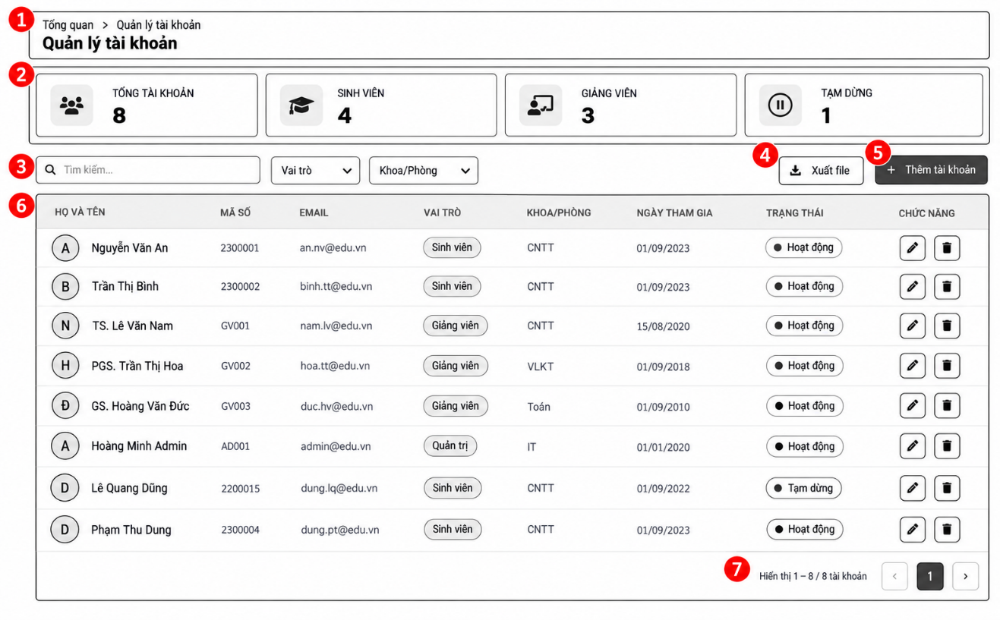 1
Tổng quan > Quản lý tài khoản
Quản lý tài khoản
2
TỔNG TÀI KHOẢN
8
SINH VIÊN
4
GIẢNG VIÊN
3
TẠM DỪNG
1
3
Tìm kiếm...
Vai trò
Khoa/Phòng
4
Xuất file
5
+ Thêm tài khoản
6
HỌ VÀ TÊN MÃ SỐ EMAIL VAI TRÒ KHOA/PHÒNG NGÀY THAM GIA TRẠNG THÁI CHỨC NĂNG
A Nguyễn Văn An 2300001 an.nv@edu.vn Sinh viên CNTT 01/09/2023 Hoạt động
B Trần Thị Bình 2300002 binh.tt@edu.vn Sinh viên CNTT 01/09/2023 Hoạt động
N TS. Lê Văn Nam GV001 nam.lv@edu.vn Giảng viên CNTT 15/08/2020 Hoạt động
H PGS. Trần Thị Hoa GV002 hoa.tt@edu.vn Giảng viên VLKT 01/09/2018 Hoạt động
Đ GS. Hoàng Văn Đức GV003 duc.hv@edu.vn Giảng viên Toán 01/09/2010 Hoạt động
A Hoàng Minh Admin AD001 admin@edu.vn Quản trị IT 01/01/2020 Hoạt động
D Lê Quang Dũng 2200015 dung.lq@edu.vn Sinh viên CNTT 01/09/2022 Tạm dừng
D Phạm Thu Dung 2300004 dung.pt@edu.vn Sinh viên CNTT 01/09/2023 Hoạt động
7
Hiển thị 1 – 8 / 8 tài khoản < 1 >